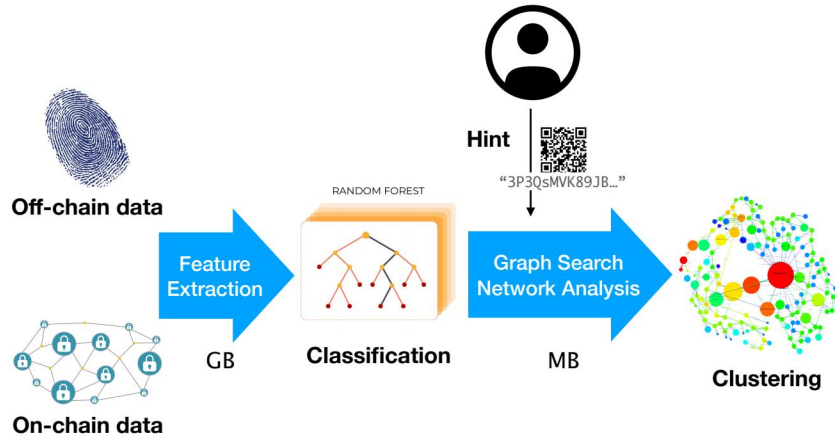 Off-chain data
On-chain data
Feature
Extraction
GB
RANDOM FOREST
Classification
Hint
“3P3QsMVK89JB…”
Graph Search
Network Analysis
MB
Clustering